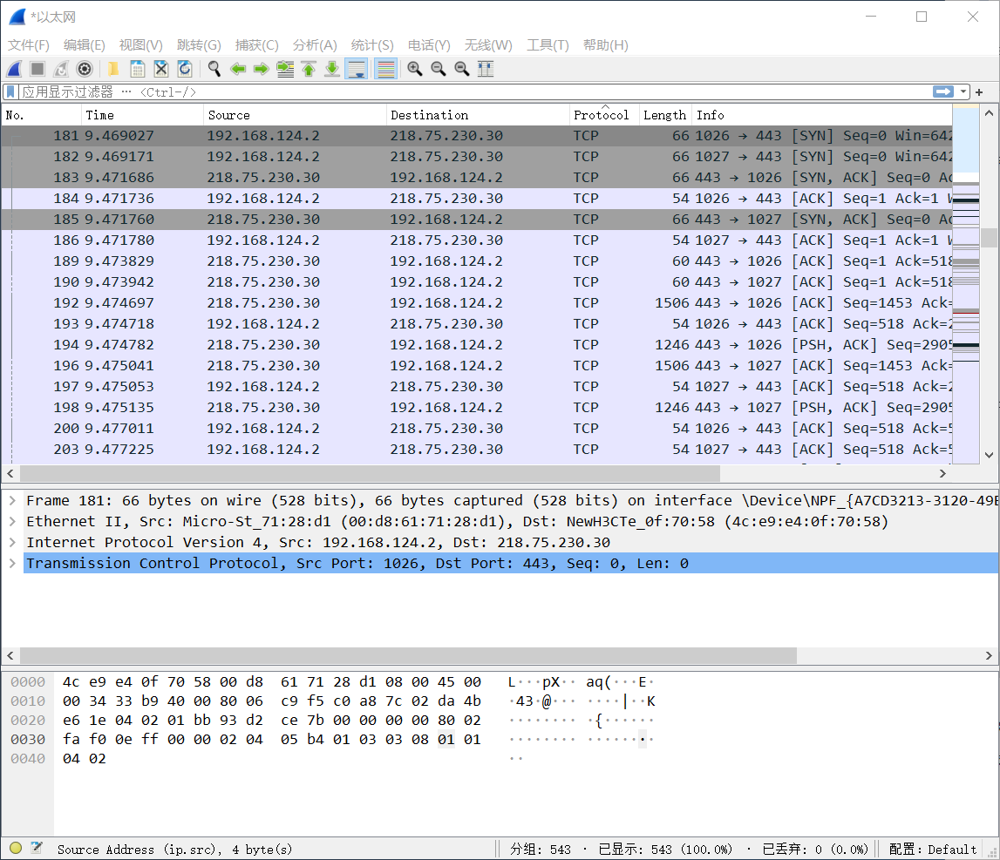 *以太网
文件(F) 编辑(E) 视图(V) 跳转(G) 捕获(C) 分析(A) 统计(S) 电话(Y) 无线(W) 工具(T) 帮助(H)
应用显示过滤器 … <Ctrl-/>
No. Time Source Destination Protocol Length Info
181 9.469027 192.168.124.2 218.75.230.30 TCP 66 1026 → 443 [SYN] Seq=0 Win=642
182 9.469171 192.168.124.2 218.75.230.30 TCP 66 1027 → 443 [SYN] Seq=0 Win=642
183 9.471686 218.75.230.30 192.168.124.2 TCP 66 443 → 1026 [SYN, ACK] Seq=0 Ac
184 9.471736 192.168.124.2 218.75.230.30 TCP 54 1026 → 443 [ACK] Seq=1 Ack=1 W
185 9.471760 218.75.230.30 192.168.124.2 TCP 66 443 → 1027 [SYN, ACK] Seq=0 Ac
186 9.471780 192.168.124.2 218.75.230.30 TCP 54 1027 → 443 [ACK] Seq=1 Ack=1 W
189 9.473829 218.75.230.30 192.168.124.2 TCP 60 443 → 1026 [ACK] Seq=1 Ack=518
190 9.473942 218.75.230.30 192.168.124.2 TCP 60 443 → 1027 [ACK] Seq=1 Ack=518
192 9.474697 218.75.230.30 192.168.124.2 TCP 1506 443 → 1026 [ACK] Seq=1453 Ack=
193 9.474718 192.168.124.2 218.75.230.30 TCP 54 1026 → 443 [ACK] Seq=518 Ack=2
194 9.474782 218.75.230.30 192.168.124.2 TCP 1246 443 → 1026 [PSH, ACK] Seq=2905
196 9.475041 218.75.230.30 192.168.124.2 TCP 1506 443 → 1027 [ACK] Seq=1453 Ack=
197 9.475053 192.168.124.2 218.75.230.30 TCP 54 1027 → 443 [ACK] Seq=518 Ack=2
198 9.475135 218.75.230.30 192.168.124.2 TCP 1246 443 → 1027 [PSH, ACK] Seq=2905
200 9.477011 192.168.124.2 218.75.230.30 TCP 54 1026 → 443 [ACK] Seq=518 Ack=5
203 9.477225 192.168.124.2 218.75.230.30 TCP 54 1027 → 443 [ACK] Seq=518 Ack=5
Frame 181: 66 bytes on wire (528 bits), 66 bytes captured (528 bits) on interface \Device\NPF_{A7CD3213-3120-49E
Ethernet II, Src: Micro-St_71:28:d1 (00:d8:61:71:28:d1), Dst: NewH3CTe_0f:70:58 (4c:e9:e4:0f:70:58)
Internet Protocol Version 4, Src: 192.168.124.2, Dst: 218.75.230.30
Transmission Control Protocol, Src Port: 1026, Dst Port: 443, Seq: 0, Len: 0
0000 4c e9 e4 0f 70 58 00 d8 61 71 28 d1 08 00 45 00 L···pX·· aq(···E·
0010 00 34 33 b9 40 00 80 06 c9 f5 c0 a8 7c 02 da 4b ·43·@··· ····|··K
0020 e6 1e 04 02 01 bb 93 d2 ce 7b 00 00 00 00 80 02 ········ ·{······
0030 fa f0 0e ff 00 00 02 04 05 b4 01 03 03 08 01 01 ········ ········
0040 04 02 ··
Source Address (ip.src), 4 byte(s) 分组: 543 · 已显示: 543 (100.0%) · 已丢弃: 0 (0.0%) 配置: Default